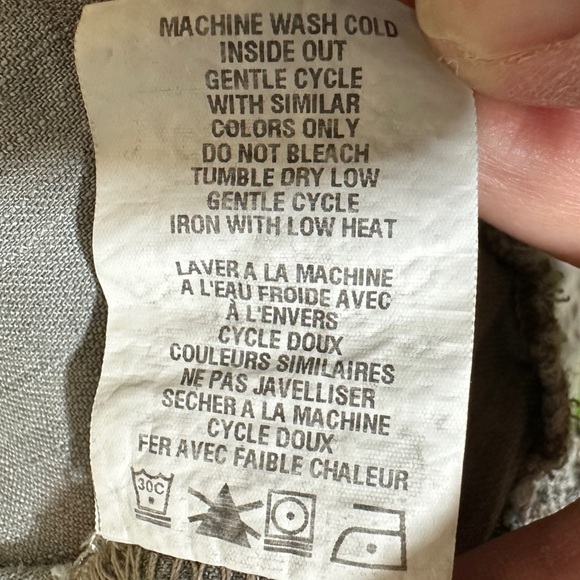 MACHINE WASH COLD
INSIDE OUT
GENTLE CYCLE
WITH SIMILAR
COLORS ONLY
DO NOT BLEACH
TUMBLE DRY LOW
GENTLE CYCLE
IRON WITH LOW HEAT
LAVER A LA MACHINE
A L'EAU FROIDE AVEC
À L'ENVERS
CYCLE DOUX
COULEURS SIMILAIRES
NE PAS JAVELLISER
SECHER A LA MACHINE
CYCLE DOUX
FER AVEC FAIBLE CHALEUR
30C